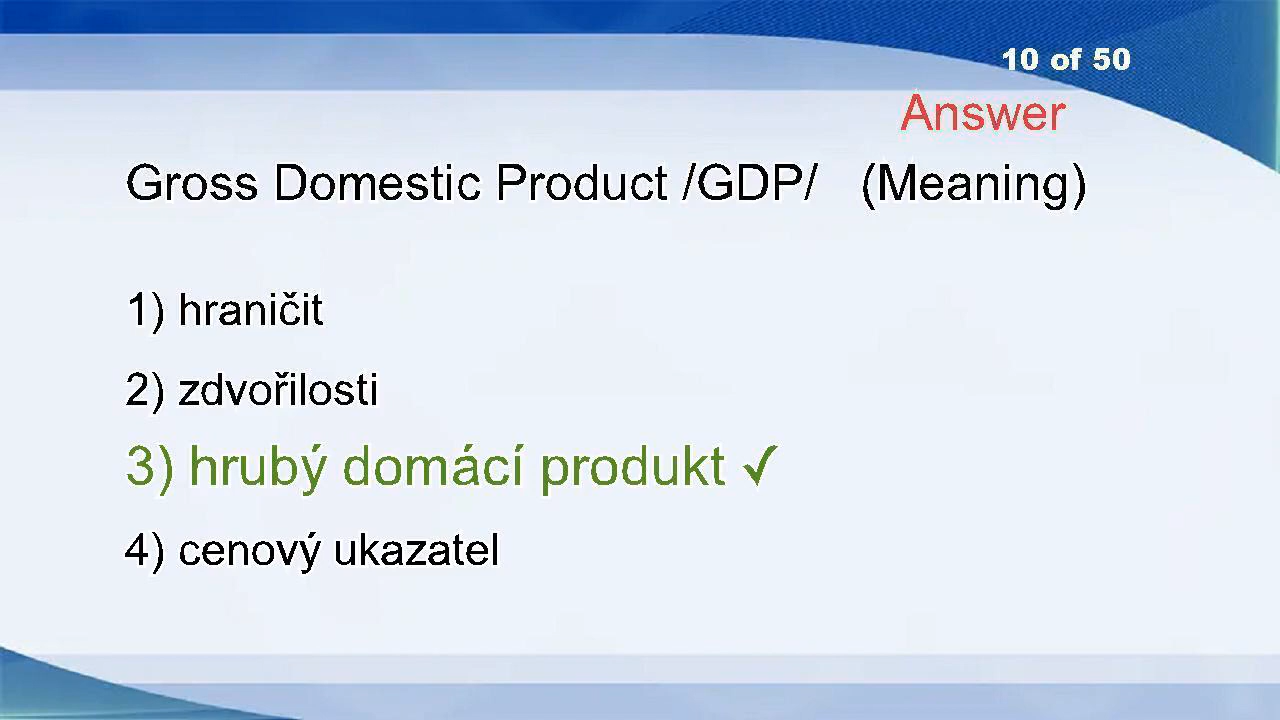 10 of 50
Answer
Gross Domestic Product /GDP/ (Meaning)
1) hraničit
2) zdvořilosti
3) hrubý domácí produkt ✓
4) cenový ukazatel